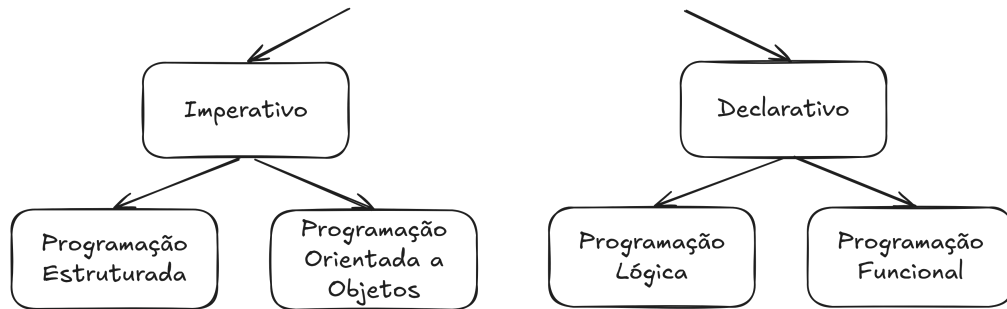 Imperativo
Declarativo
Programação
Estruturada
Programação
Orientada a
Objetos
Programação
Lógica
Programação
Funcional